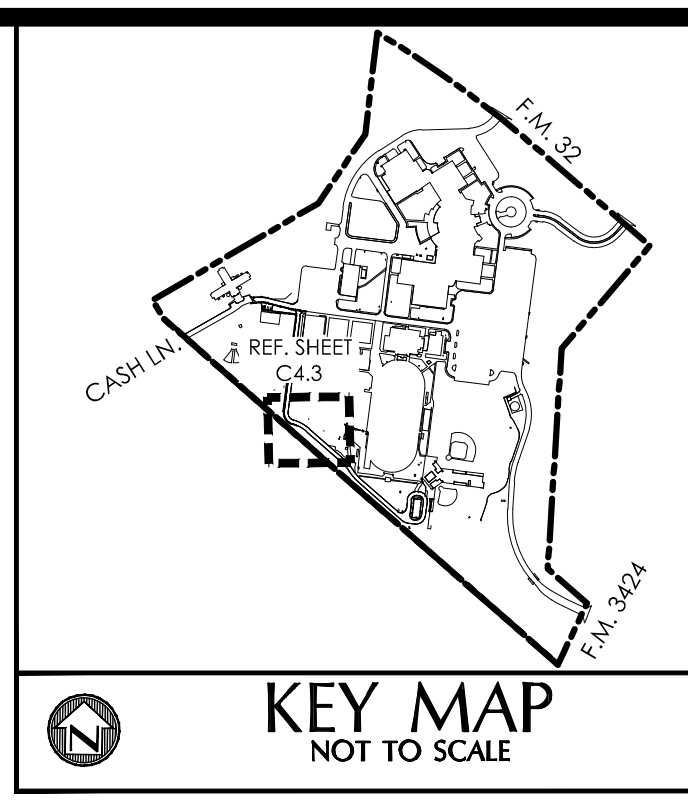 F.M. 32
CASH LN.
REF. SHEET
C4.3
F.M. 3424
N
KEY MAP
NOT TO SCALE